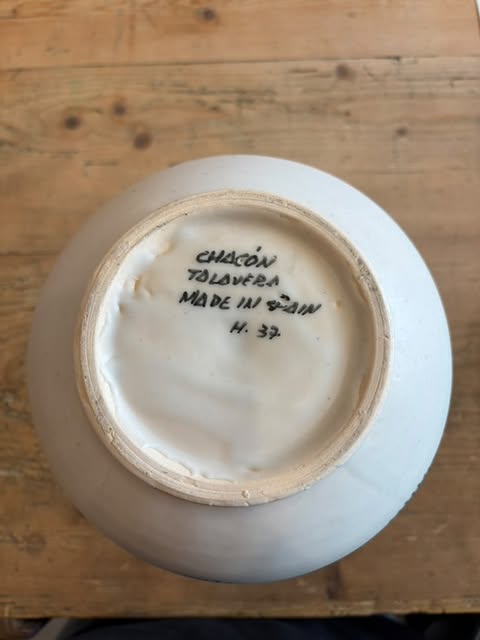 CHACÓN
TALAVERA
MADE IN SPAIN
H. 37.